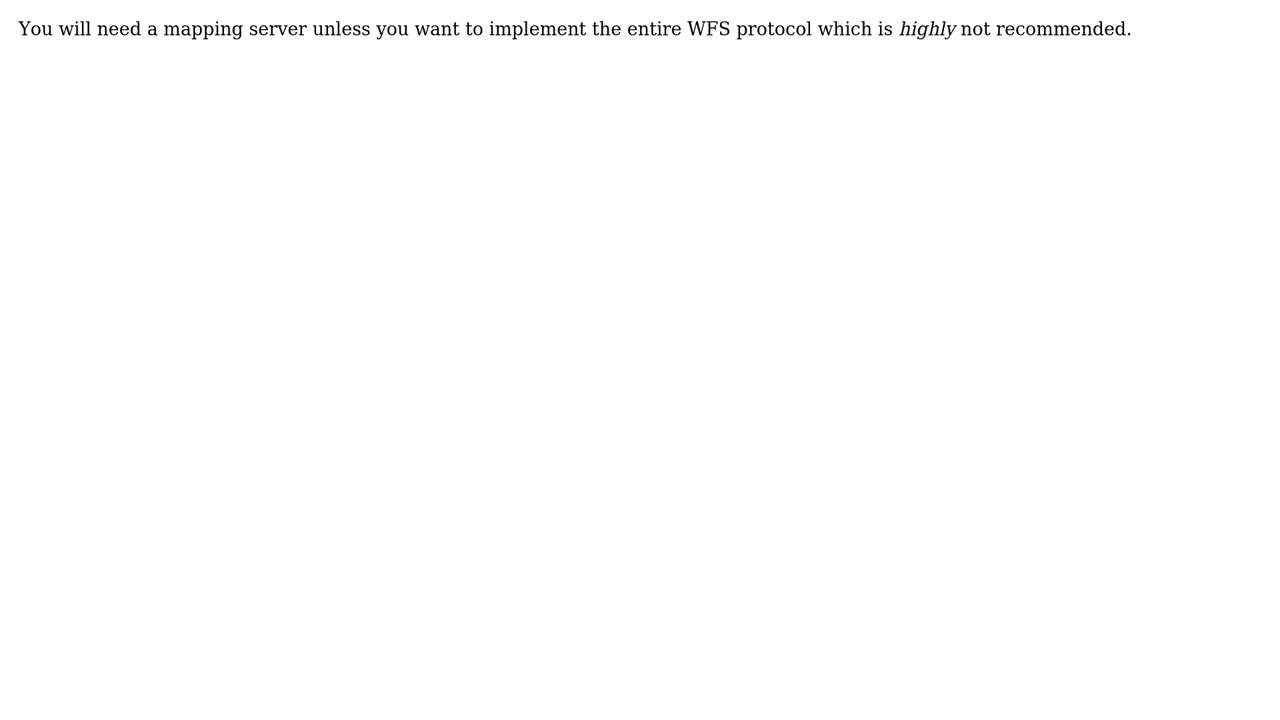 You will need a mapping server unless you want to implement the entire WFS protocol which is highly not recommended.